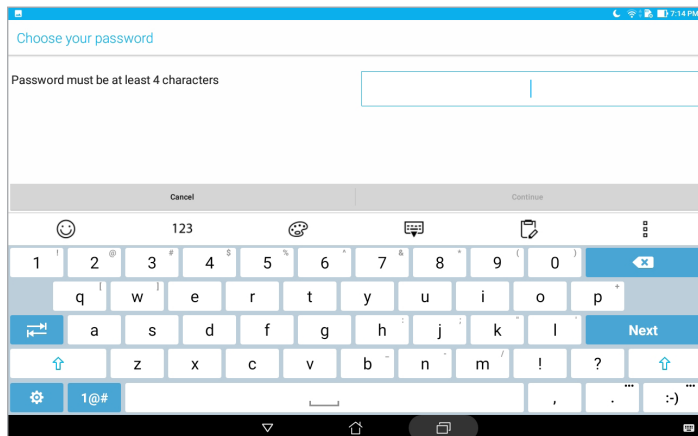 7:14 PM
Choose your password
Password must be at least 4 characters
Cancel Continue
123
1 ! 2 @ 3 # 4 $ 5 % 6 ^ 7 & 8 * 9 ( 0 )
q [ w ] e r t y u i o p +
a s d f g h : j ; k " l ' Next
z x c v b - n m / ! ?
1@# , . ... :-) ...